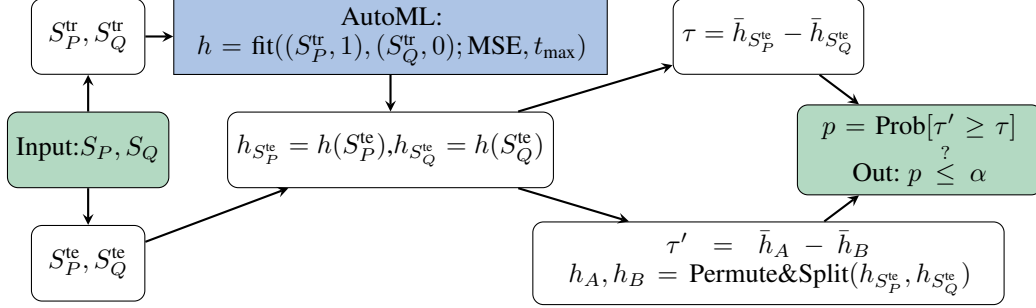 S_P^tr, S_Q^tr
AutoML:
h = fit((S_P^tr, 1), (S_Q^tr, 0); MSE, t_max)
τ = h̄_{S_P^te} − h̄_{S_Q^te}
Input:S_P, S_Q
h_{S_P^te} = h(S_P^te),h_{S_Q^te} = h(S_Q^te)
p = Prob[τ′ ≥ τ]
Out: p ≤^? α
S_P^te, S_Q^te
τ′ = h̄_A − h̄_B
h_A, h_B = Permute&Split(h_{S_P^te}, h_{S_Q^te})